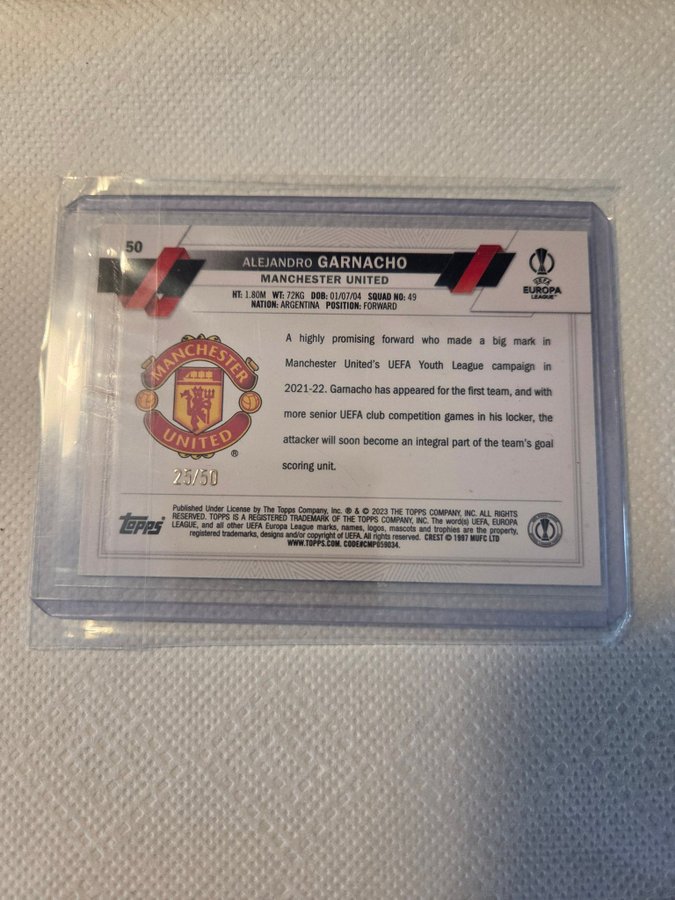 50
ALEJANDRO GARNACHO
MANCHESTER UNITED
HT: 1.80M WT: 72KG DOB: 01/07/04 SQUAD NO: 49
NATION: ARGENTINA POSITION: FORWARD
UEFA
EUROPA
LEAGUE™
A highly promising forward who made a big mark in
Manchester United's UEFA Youth League campaign in
2021-22. Garnacho has appeared for the first team, and with
more senior UEFA club competition games in his locker, the
attacker will soon become an integral part of the team's goal
scoring unit.
MANCHESTER
UNITED
®
25/50
Topps
Published Under License by The Topps Company, Inc. ® & © 2023 THE TOPPS COMPANY, INC. ALL RIGHTS
RESERVED. TOPPS IS A REGISTERED TRADEMARK OF THE TOPPS COMPANY, INC. The word(s) UEFA, EUROPA
LEAGUE, and all other UEFA Europa League marks, names, logos, mascots and trophies are the property,
registered trademarks, designs and/or copyright of UEFA. All rights reserved. CREST © 1997 MUFC LTD
WWW.TOPPS.COM. CODE#CMP059034.